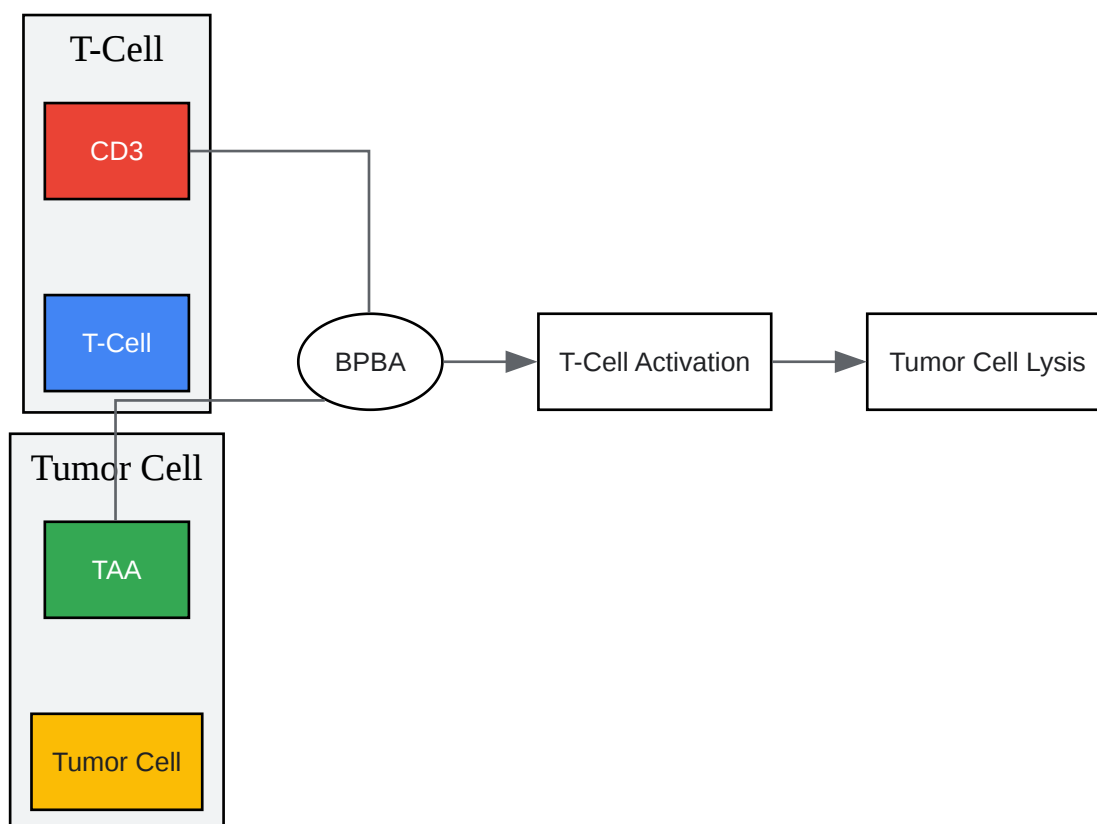 T-Cell
CD3
T-Cell
BPBA
T-Cell Activation
Tumor Cell Lysis
Tumor Cell
TAA
Tumor Cell